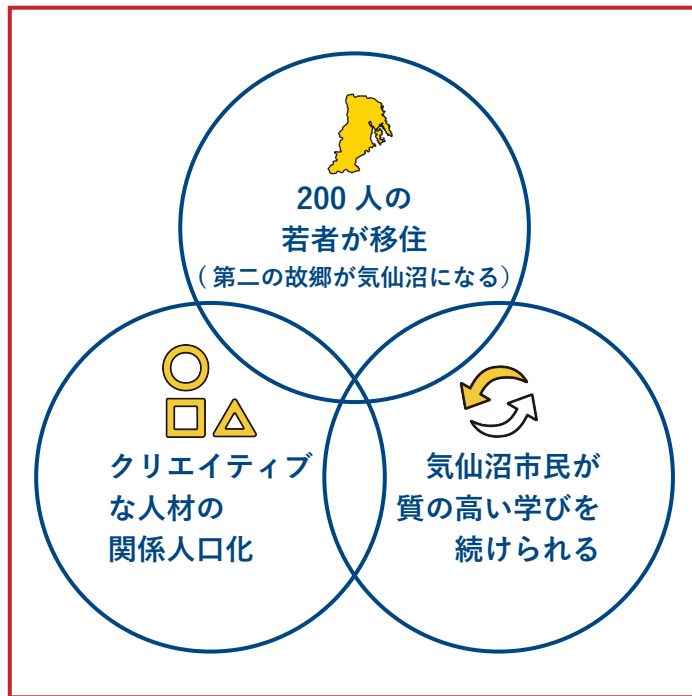 200 人の
若者が移住
( 第二の故郷が気仙沼になる)
クリエイティブ
な人材の
関係人口化
気仙沼市民が
質の高い学びを
続けられる